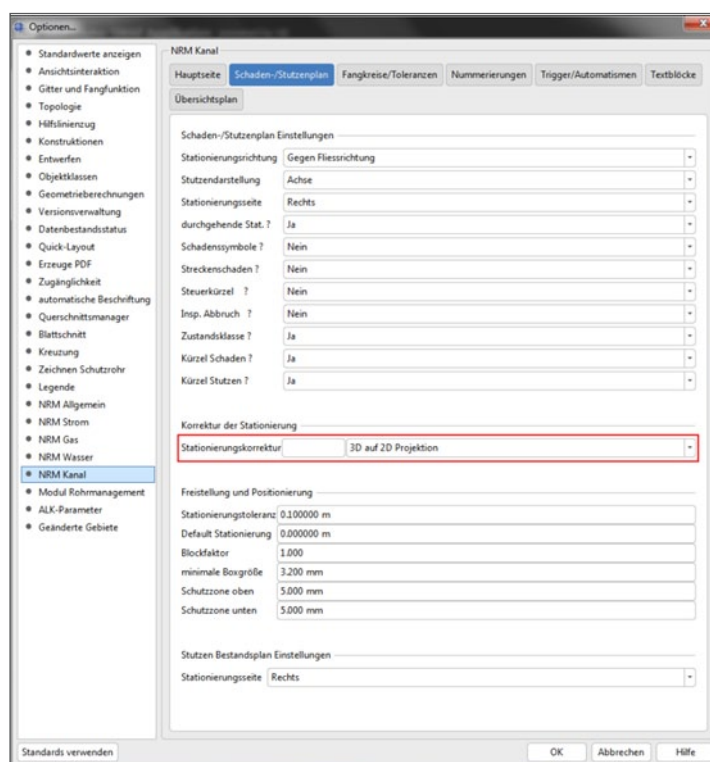 Optionen...
Standardwerte anzeigen
Ansichtsinteraktion
Gitter und Fangfunktion
Topologie
Hilfslinienzug
Konstruktionen
Entwerfen
Objektklassen
Geometrieberechnungen
Versionsverwaltung
Datenbestandsstatus
Quick-Layout
Erzeuge PDF
Zugänglichkeit
automatische Beschriftung
Querschnittsmanager
Blattschnitt
Kreuzung
Zeichnen Schutzrohr
Legende
NRM Allgemein
NRM Strom
NRM Gas
NRM Wasser
NRM Kanal
Modul Rohrmanagement
ALK-Parameter
Geänderte Gebiete
NRM Kanal
Hauptseite Schaden-/Stutzenplan Fangkreise/Toleranzen Nummerierungen Trigger/Automatismen Textblöcke
Übersichtsplan
Schaden-/Stutzenplan Einstellungen
Stationierungsrichtung Gegen Fliessrichtung
Stutzendarstellung Achse
Stationierungsseite Rechts
durchgehende Stat. ? Ja
Schadenssymbole ? Nein
Streckenschaden ? Nein
Steuerkürzel ? Nein
Insp. Abbruch ? Nein
Zustandsklasse ? Ja
Kürzel Schaden ? Ja
Kürzel Stutzen ? Ja
Korrektur der Stationierung
Stationierungskorrektur 3D auf 2D Projektion
Freistellung und Positionierung
Stationierungstoleranz 0.100000 m
Default Stationierung 0.000000 m
Blockfaktor 1.000
minimale Boxgröße 3.200 mm
Schutzzone oben 5.000 mm
Schutzzone unten 5.000 mm
Stutzen Bestandsplan Einstellungen
Stationierungsseite Rechts
Standards verwenden OK Abbrechen Hilfe